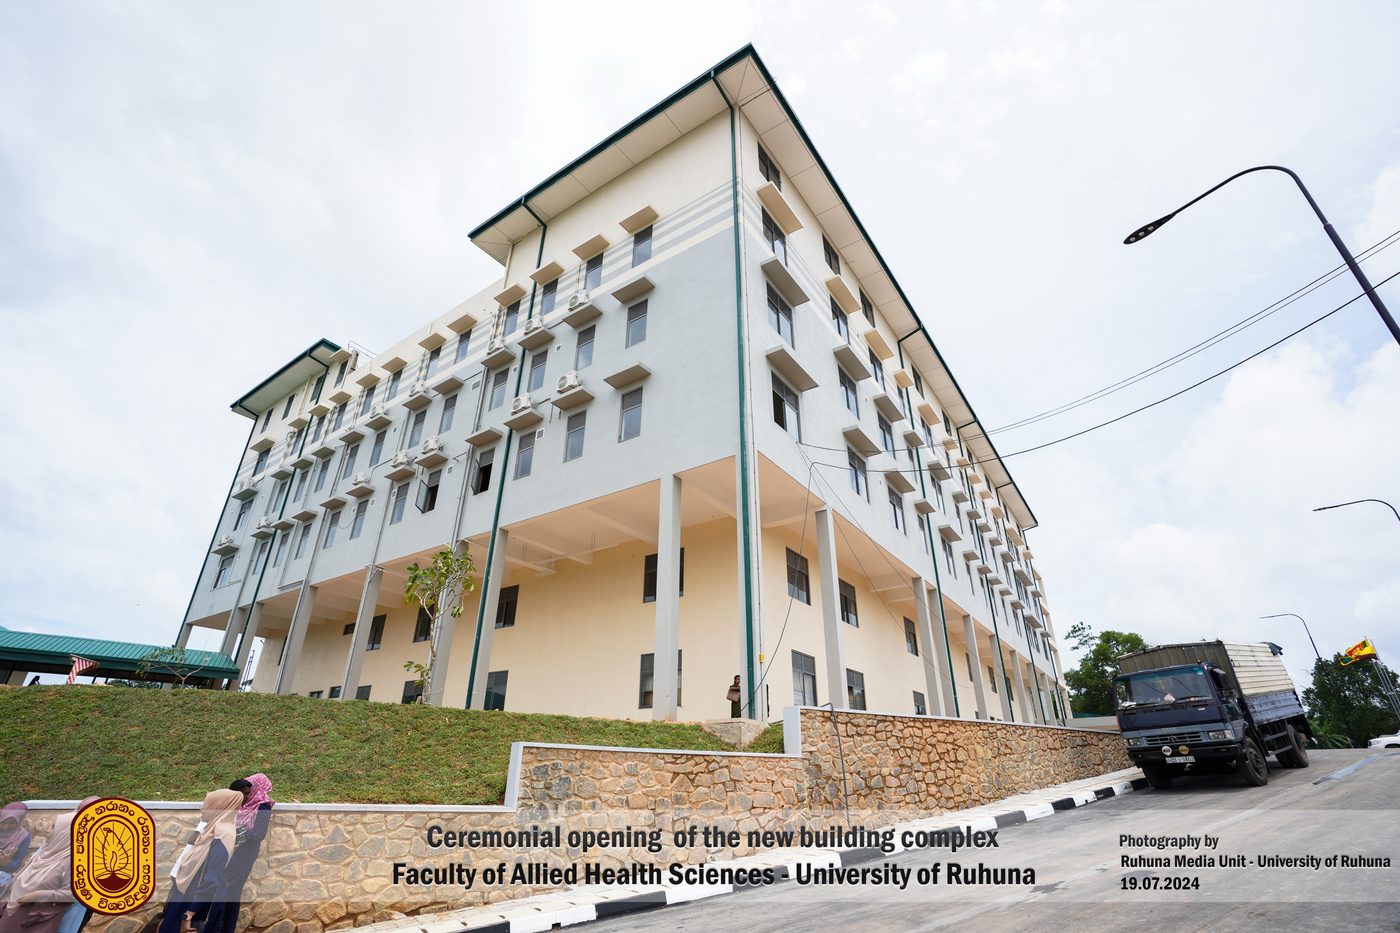 Ceremonial opening of the new building complex
Faculty of Allied Health Sciences - University of Ruhuna
Photography by
Ruhuna Media Unit - University of Ruhuna
19.07.2024